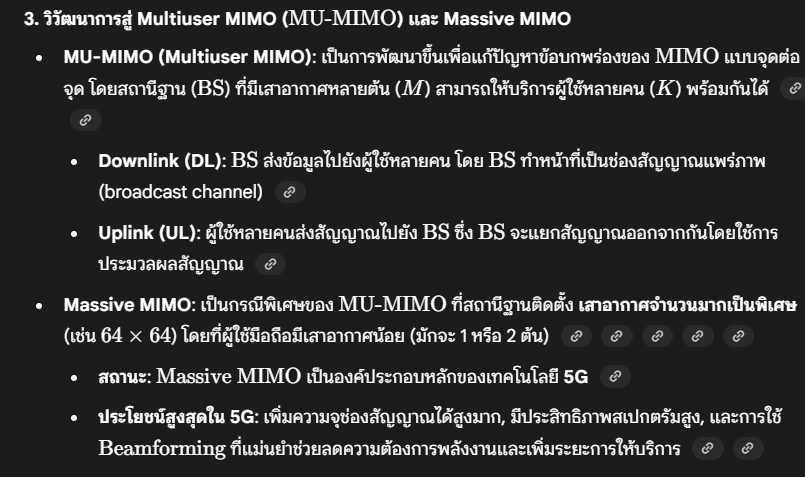 3. วิวัฒนาการสู่ Multiuser MIMO (MU-MIMO) และ Massive MIMO
• MU-MIMO (Multiuser MIMO): เป็นการพัฒนาขึ้นเพื่อแก้ปัญหาข้อบกพร่องของ MIMO แบบจุดต่อ
จุด โดยสถานีฐาน (BS) ที่มีเสาอากาศหลายต้น (M) สามารถให้บริการผู้ใช้หลายคน (K) พร้อมกันได้
• Downlink (DL): BS ส่งข้อมูลไปยังผู้ใช้หลายคน โดย BS ทำหน้าที่เป็นช่องสัญญาณแพร่ภาพ
(broadcast channel)
• Uplink (UL): ผู้ใช้หลายคนส่งสัญญาณไปยัง BS ซึ่ง BS จะแยกสัญญาณออกจากกันโดยใช้การ
ประมวลผลสัญญาณ
• Massive MIMO: เป็นกรณีพิเศษของ MU-MIMO ที่สถานีฐานติดตั้ง เสาอากาศจำนวนมากเป็นพิเศษ
(เช่น 64 × 64) โดยที่ผู้ใช้มือถือมีเสาอากาศน้อย (มักจะ 1 หรือ 2 ต้น)
• สถานะ: Massive MIMO เป็นองค์ประกอบหลักของเทคโนโลยี 5G
• ประโยชน์สูงสุดใน 5G: เพิ่มความจุช่องสัญญาณได้สูงมาก, มีประสิทธิภาพสเปกตรัมสูง, และการใช้
Beamforming ที่แม่นยำช่วยลดความต้องการพลังงานและเพิ่มระยะการให้บริการ